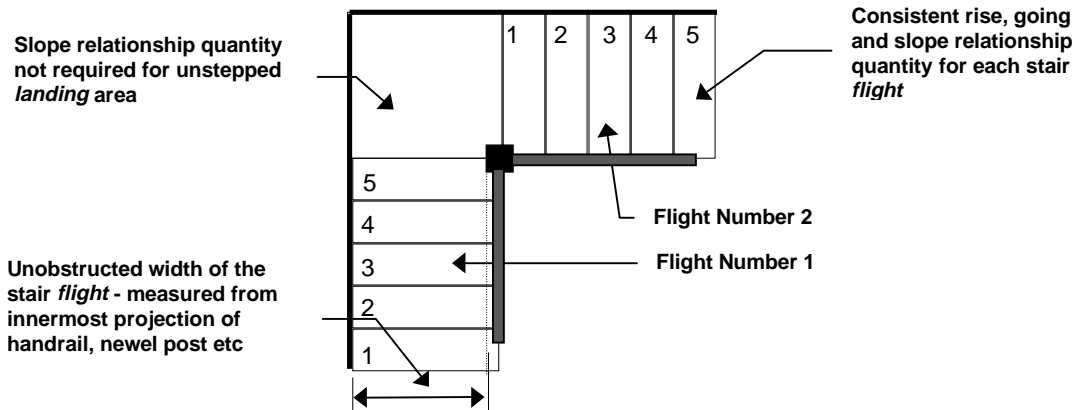 Slope relationship quantity
not required for unstepped
landing area
1 2 3 4 5
Consistent rise, going
and slope relationship
quantity for each stair
flight
5
4
3
2
1
Flight Number 2
Flight Number 1
Unobstructed width of the
stair flight - measured from
innermost projection of
handrail, newel post etc